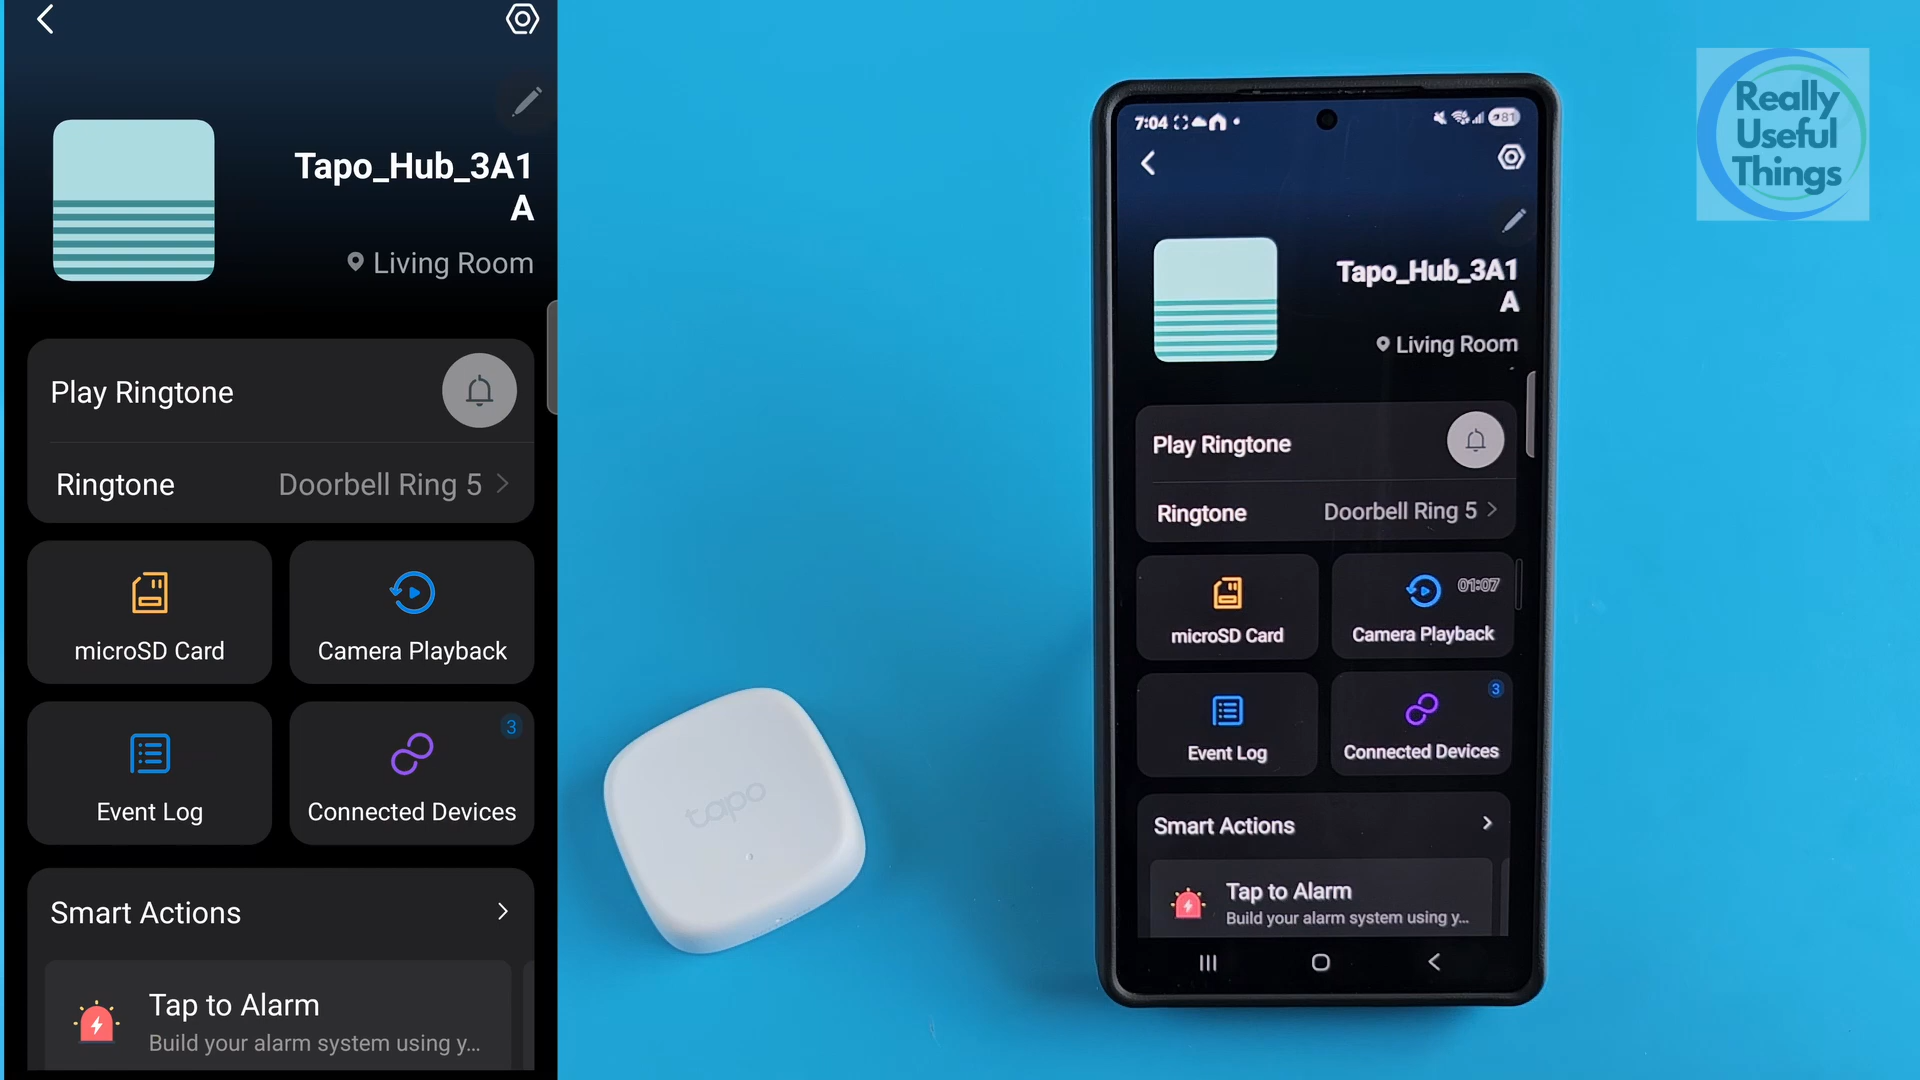 Tapo_Hub_3A1
A
Living Room
Play Ringtone
Ringtone Doorbell Ring 5
microSD Card
Camera Playback
Event Log
3
Connected Devices
Smart Actions
Tap to Alarm
Build your alarm system using y...
tapo
7:04
81
Tapo_Hub_3A1
A
Living Room
Play Ringtone
Ringtone Doorbell Ring 5
microSD Card
01:07
Camera Playback
Event Log
3
Connected Devices
Smart Actions
Tap to Alarm
Build your alarm system using y...
Really
Useful
Things